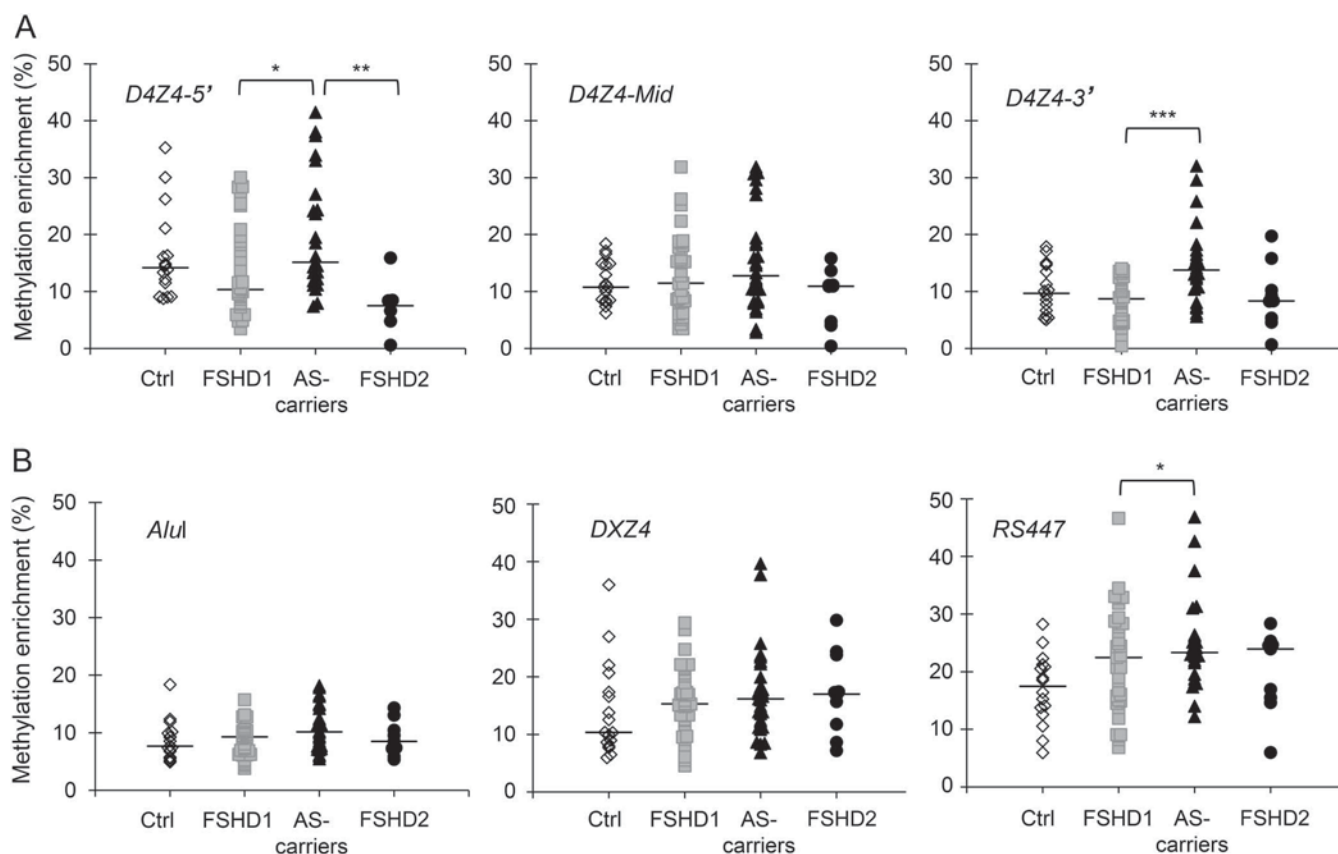 A
Methylation enrichment (%)
50
40
30
20
10
0
D4Z4-5’
*
**
Ctrl FSHD1 AS-carriers FSHD2
50
40
30
20
10
0
D4Z4-Mid
Ctrl FSHD1 AS-carriers FSHD2
50
40
30
20
10
0
D4Z4-3’
***
Ctrl FSHD1 AS-carriers FSHD2
B
Methylation enrichment (%)
50
40
30
20
10
0
AluI
Ctrl FSHD1 AS-carriers FSHD2
50
40
30
20
10
0
DXZ4
Ctrl FSHD1 AS-carriers FSHD2
50
40
30
20
10
0
RS447
*
Ctrl FSHD1 AS-carriers FSHD2